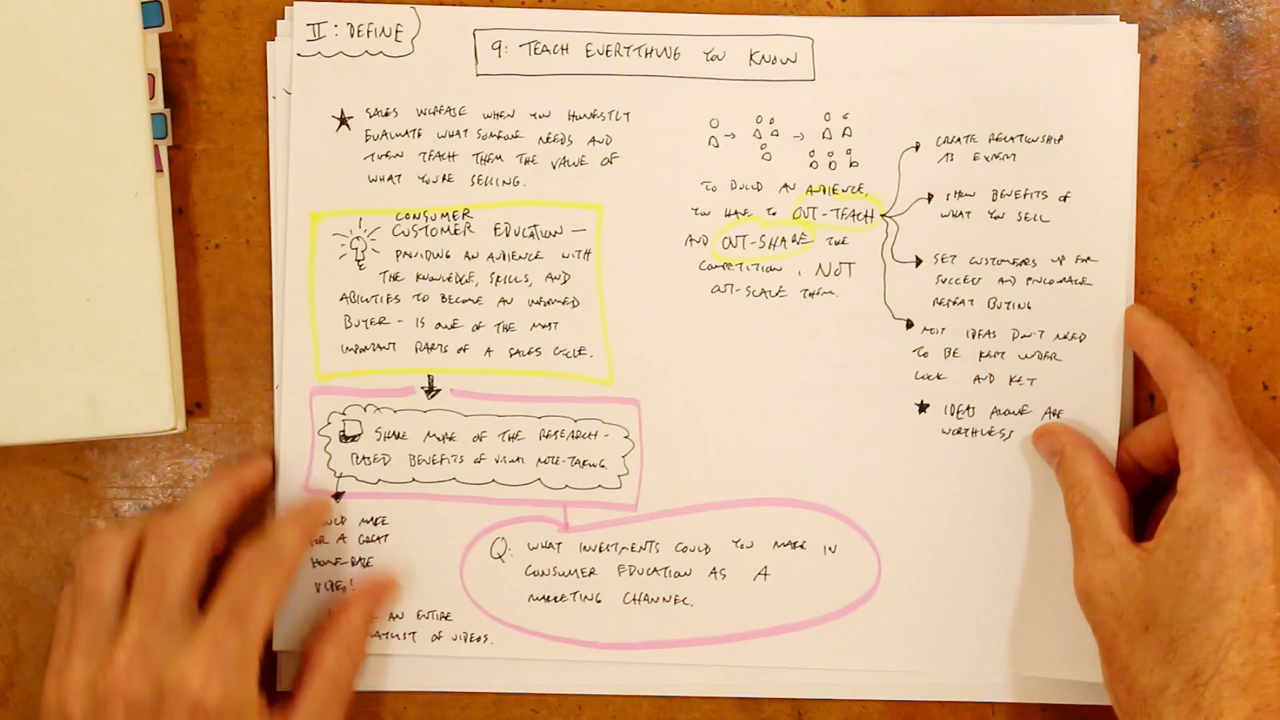 II: DEFINE
9: TEACH EVERYTHING YOU KNOW
SALES INCREASE WHEN YOU HONESTLY
EVALUATE WHAT SOMEONE NEEDS AND
THEN TEACH THEM THE VALUE OF
WHAT YOU'RE SELLING.
CONSUMER
CUSTOMER EDUCATION —
PROVIDING AN AUDIENCE WITH
THE KNOWLEDGE, SKILLS, AND
ABILITIES TO BECOME AN INFORMED
BUYER - IS ONE OF THE MOST
IMPORTANT PARTS OF A SALES CYCLE.
SHARE MORE OF THE RESEARCH-
BASED BENEFITS OF VISUAL NOTE-TAKING.
MAKE
FOR A GREAT
HOME-PAGE
VIDEO!
AN ENTIRE
OF VIDEOS.
Q: WHAT INVESTMENTS COULD YOU MAKE IN
CONSUMER EDUCATION AS A
MARKETING CHANNEL.
TO BUILD AN AUDIENCE,
YOU HAVE TO OUT-TEACH
AND OUT-SHARE THE
COMPETITION, NOT
OUT-SCALE THEM.
CREATE RELATIONSHIP
AS EXPERT
SHOW BENEFITS OF
WHAT YOU SELL
SET CUSTOMERS UP FOR
SUCCESS AND ENCOURAGE
REPEAT BUYING
MOST IDEAS DON'T NEED
TO BE KEPT UNDER
LOCK AND KEY
IDEAS ALONE ARE
WORTHLESS